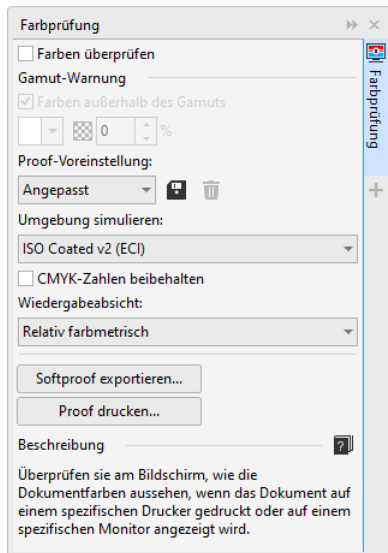 Farbprüfung
Farben überprüfen
Gamut-Warnung
Farben außerhalb des Gamuts
0 %
Proof-Voreinstellung:
Angepasst
Umgebung simulieren:
ISO Coated v2 (ECI)
CMYK-Zahlen beibehalten
Wiedergabeabsicht:
Relativ farbmetrisch
Softproof exportieren...
Proof drucken...
Beschreibung
?
Überprüfen sie am Bildschirm, wie die
Dokumentfarben aussehen, wenn das Dokument auf
einem spezifischen Drucker gedruckt oder auf einem
spezifischen Monitor angezeigt wird.
Farbprüfung